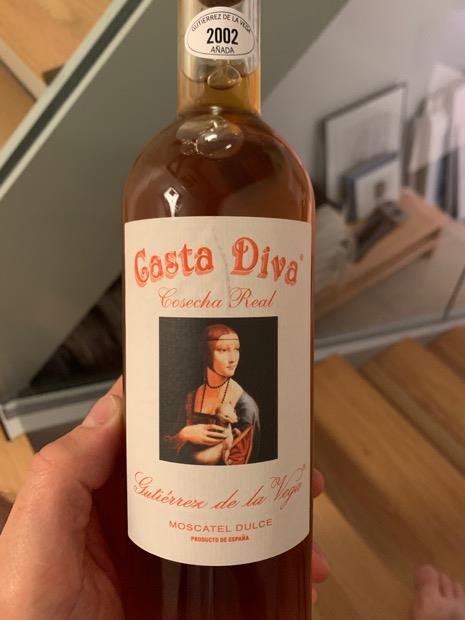 GUTIÉRREZ DE LA VEGA
2002
AÑADA
Casta Diva®
Cosecha Real
Gutiérrez de la Vega®
MOSCATEL DULCE
PRODUCTO DE ESPAÑA